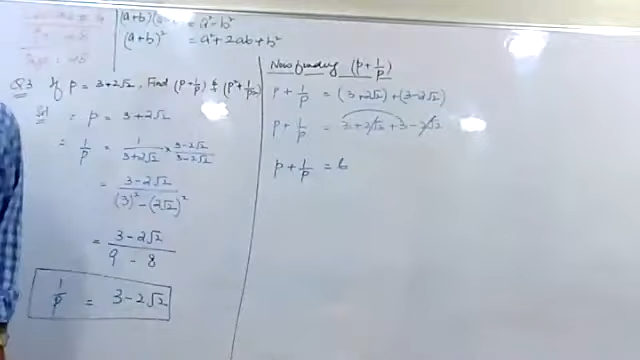 (a+b)(a = a²-b²
(a+b)² = a²+2ab+b²
Q.3 If p = 3+2√2, Find (p+1/p) & (p²+1/p²)
Sol
∴ p = 3+2√2
∴ 1/p = 1/(3+2√2) × (3-2√2)/(3-2√2)
= (3-2√2)/((3)²-(2√2)²)
= (3-2√2)/(9 - 8)
1/p = 3-2√2
Now finding (p+1/p)
p+1/p = (3+2√2)+(3-2√2)
p+1/p = 3+2√2+3-2√2
p+1/p = 6